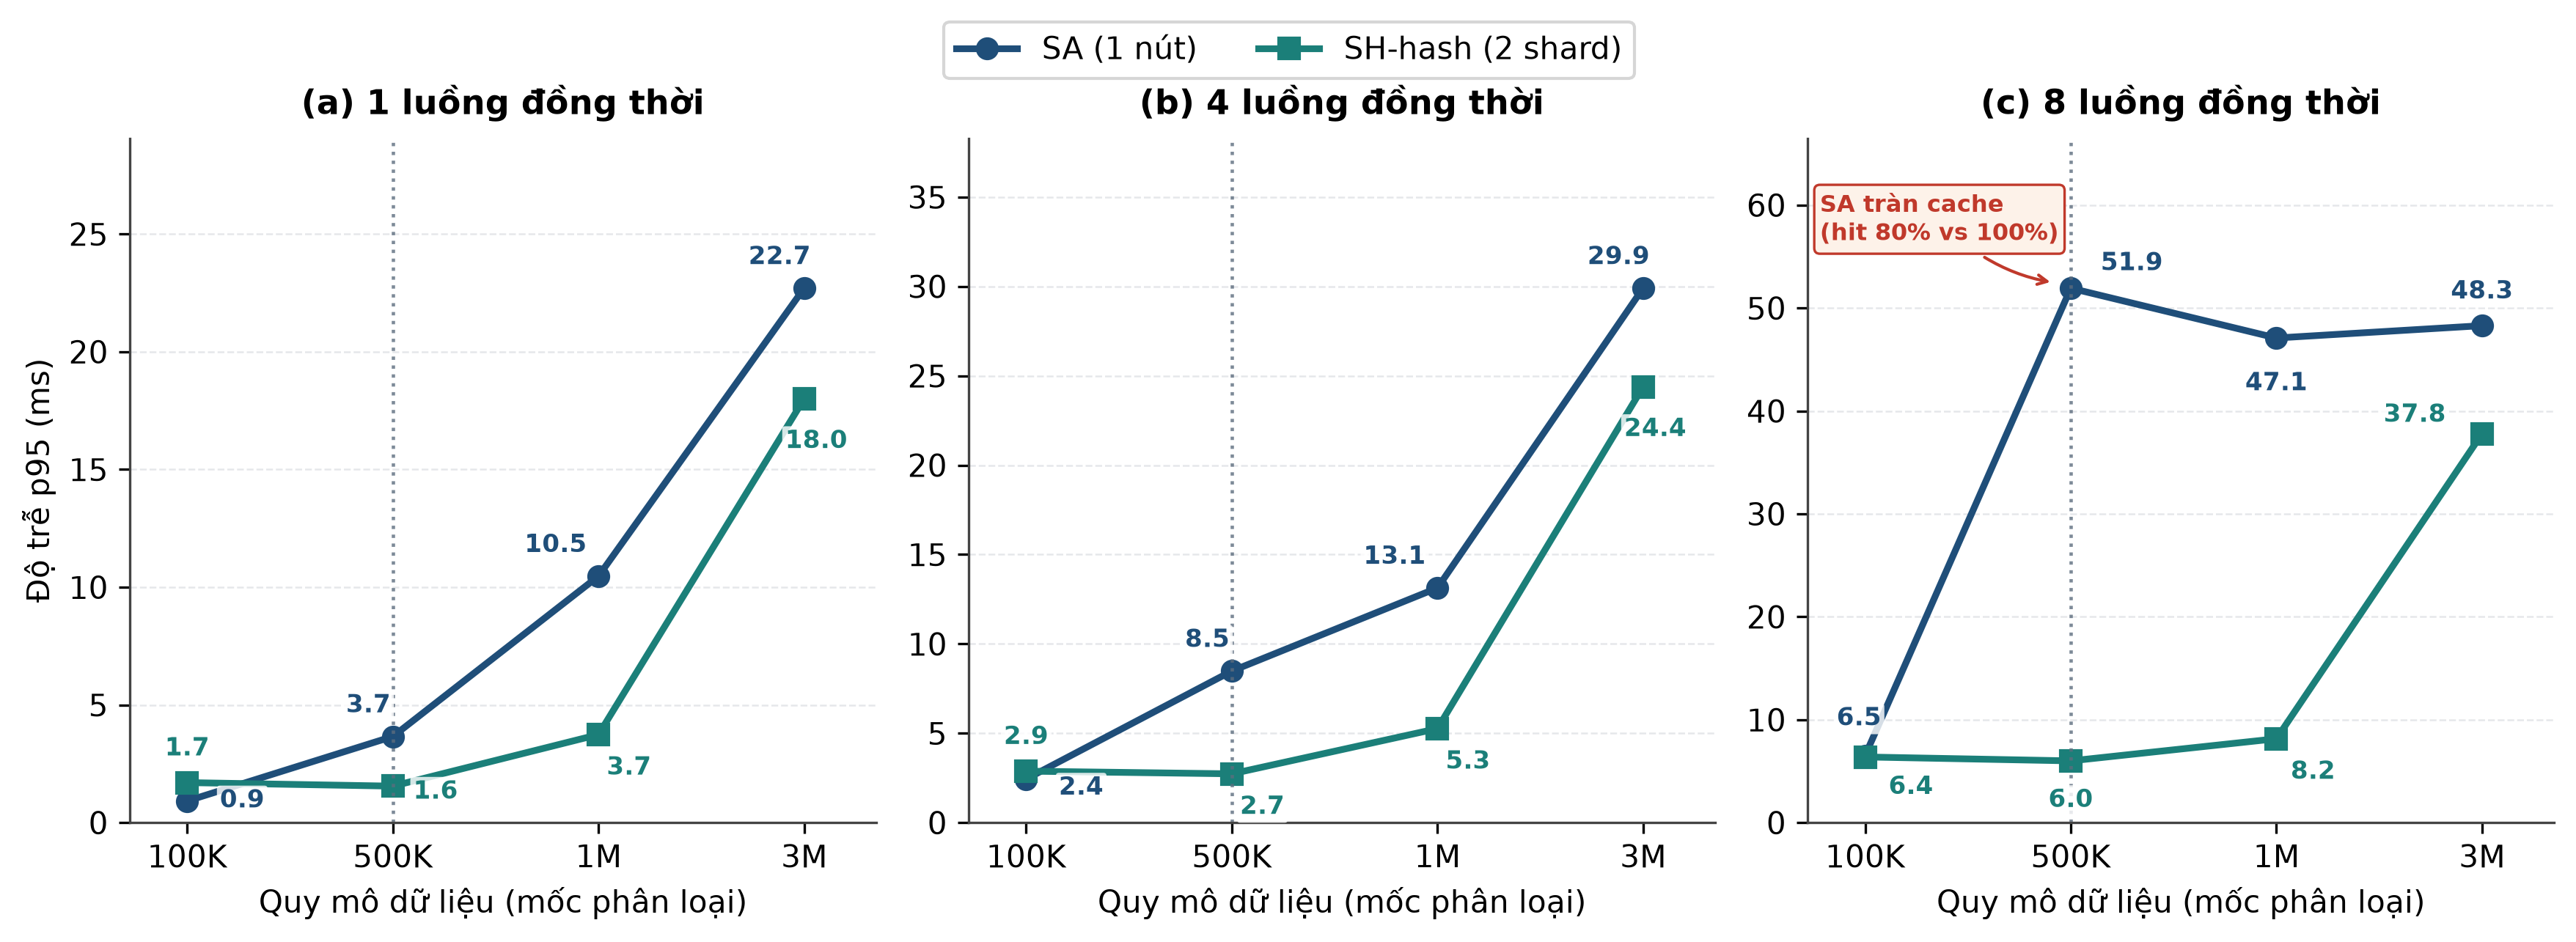 SA (1 nút)
SH-hash (2 shard)
(a) 1 luồng đồng thời
Độ trễ p95 (ms)
25
20
15
10
5
0
22.7
18.0
10.5
3.7
3.7
1.7
1.6
0.9
100K
500K
1M
3M
Quy mô dữ liệu (mốc phân loại)
(b) 4 luồng đồng thời
35
30
25
20
15
10
5
0
29.9
24.4
13.1
8.5
5.3
2.9
2.4
2.7
100K
500K
1M
3M
Quy mô dữ liệu (mốc phân loại)
(c) 8 luồng đồng thời
60
50
40
30
20
10
0
SA tràn cache
(hit 80% vs 100%)
51.9
48.3
47.1
37.8
6.5
8.2
6.4
6.0
100K
500K
1M
3M
Quy mô dữ liệu (mốc phân loại)